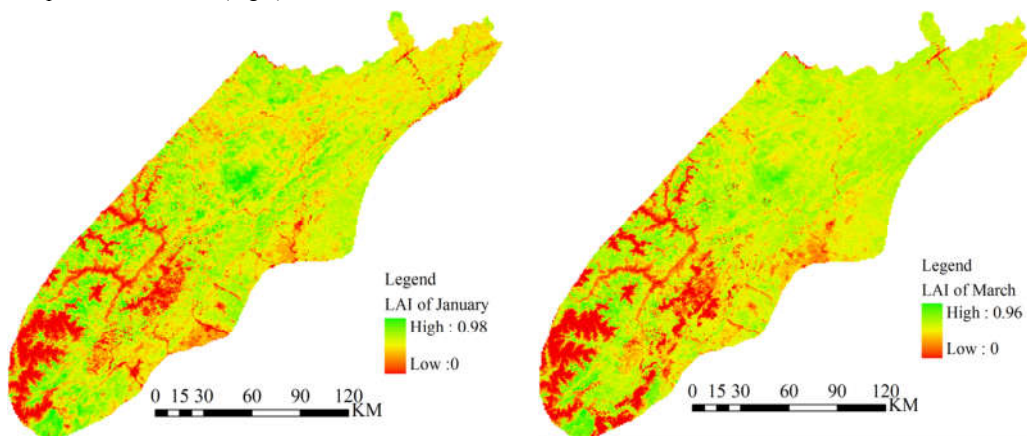 Legend
LAI of January
High : 0.98
Low :0
0 15 30 60 90 120
KM
Legend
LAI of March
High : 0.96
Low : 0
0 15 30 60 90 120
KM